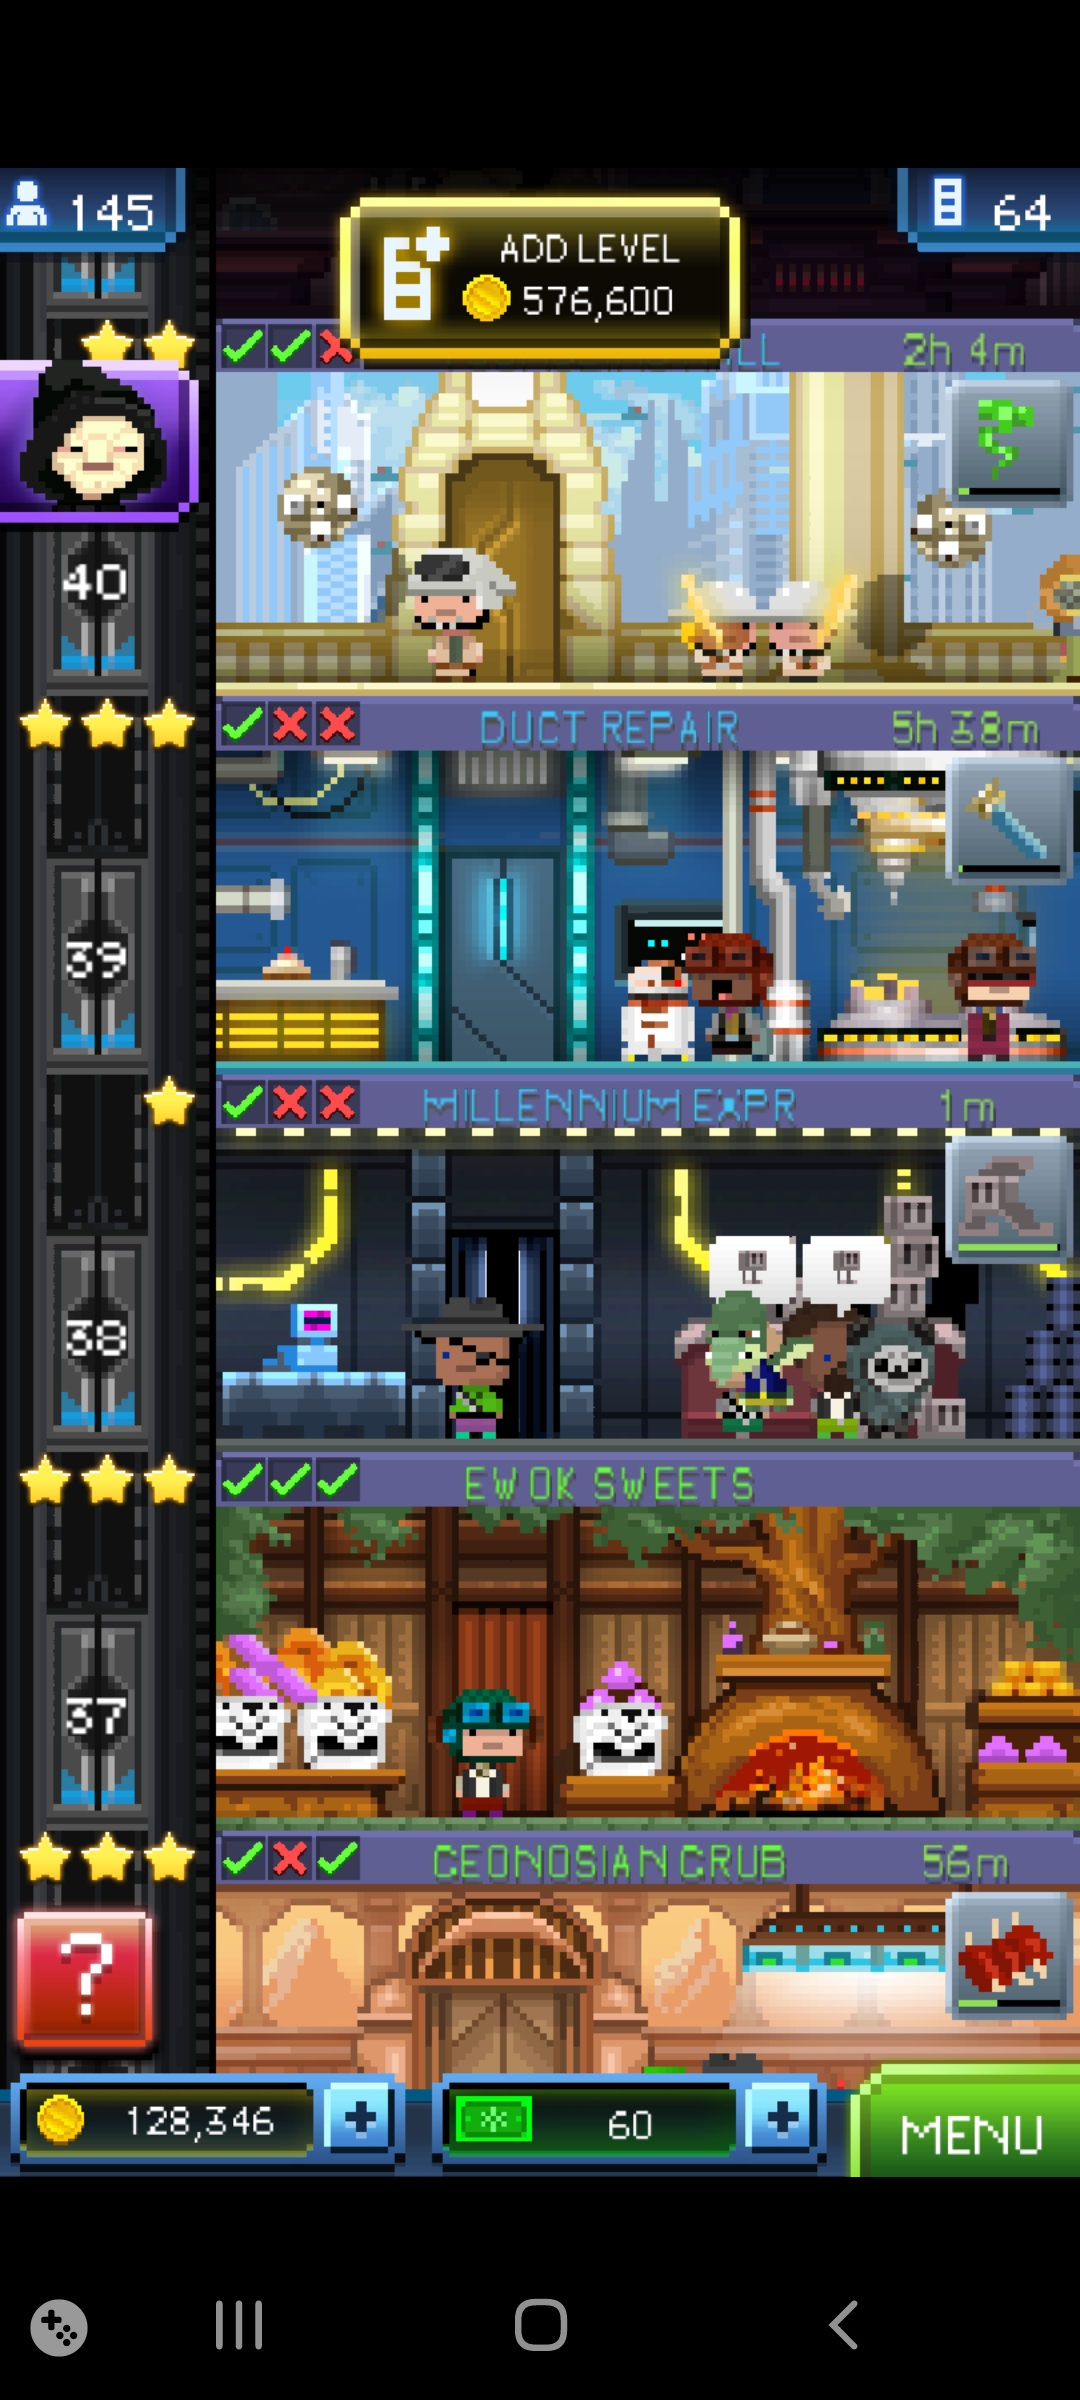 145
ADD LEVEL
576,600
64
LL
2h 4m
40
DUCT REPAIR
5h 38m
39
MILLENNIUM EXPR
1m
38
EWOK SWEETS
37
GEONOSIAN GRUB
56m
?
128,346
60
MENU